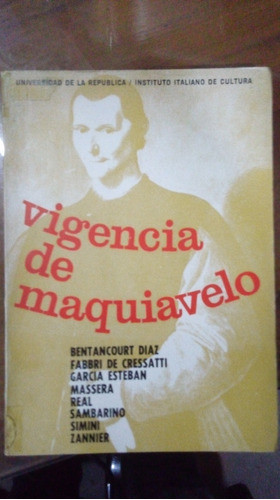 UNIVERSIDAD DE LA REPUBLICA / INSTITUTO ITALIANO DE CULTURA
vigencia
de
maquiavelo
BENTANCOURT DIAZ
FABBRI DE CRESSATTI
GARCIA ESTEBAN
MASSERA
REAL
SAMBARINO
SIMINI
ZANNIER